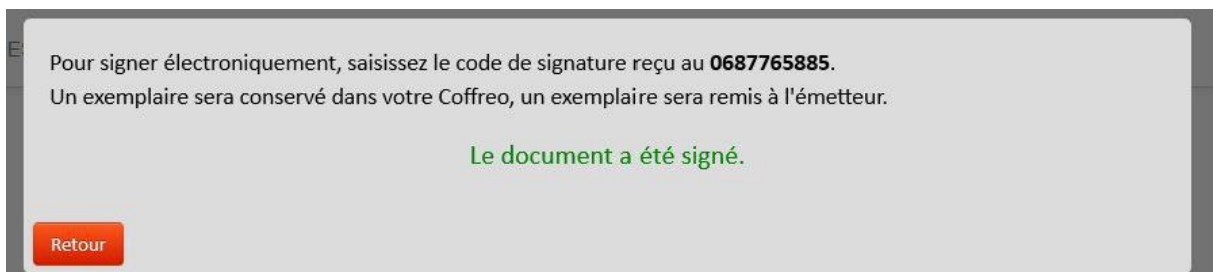 Pour signer électroniquement, saisissez le code de signature reçu au 0687765885.
Un exemplaire sera conservé dans votre Coffreo, un exemplaire sera remis à l'émetteur.
Le document a été signé.
Retour